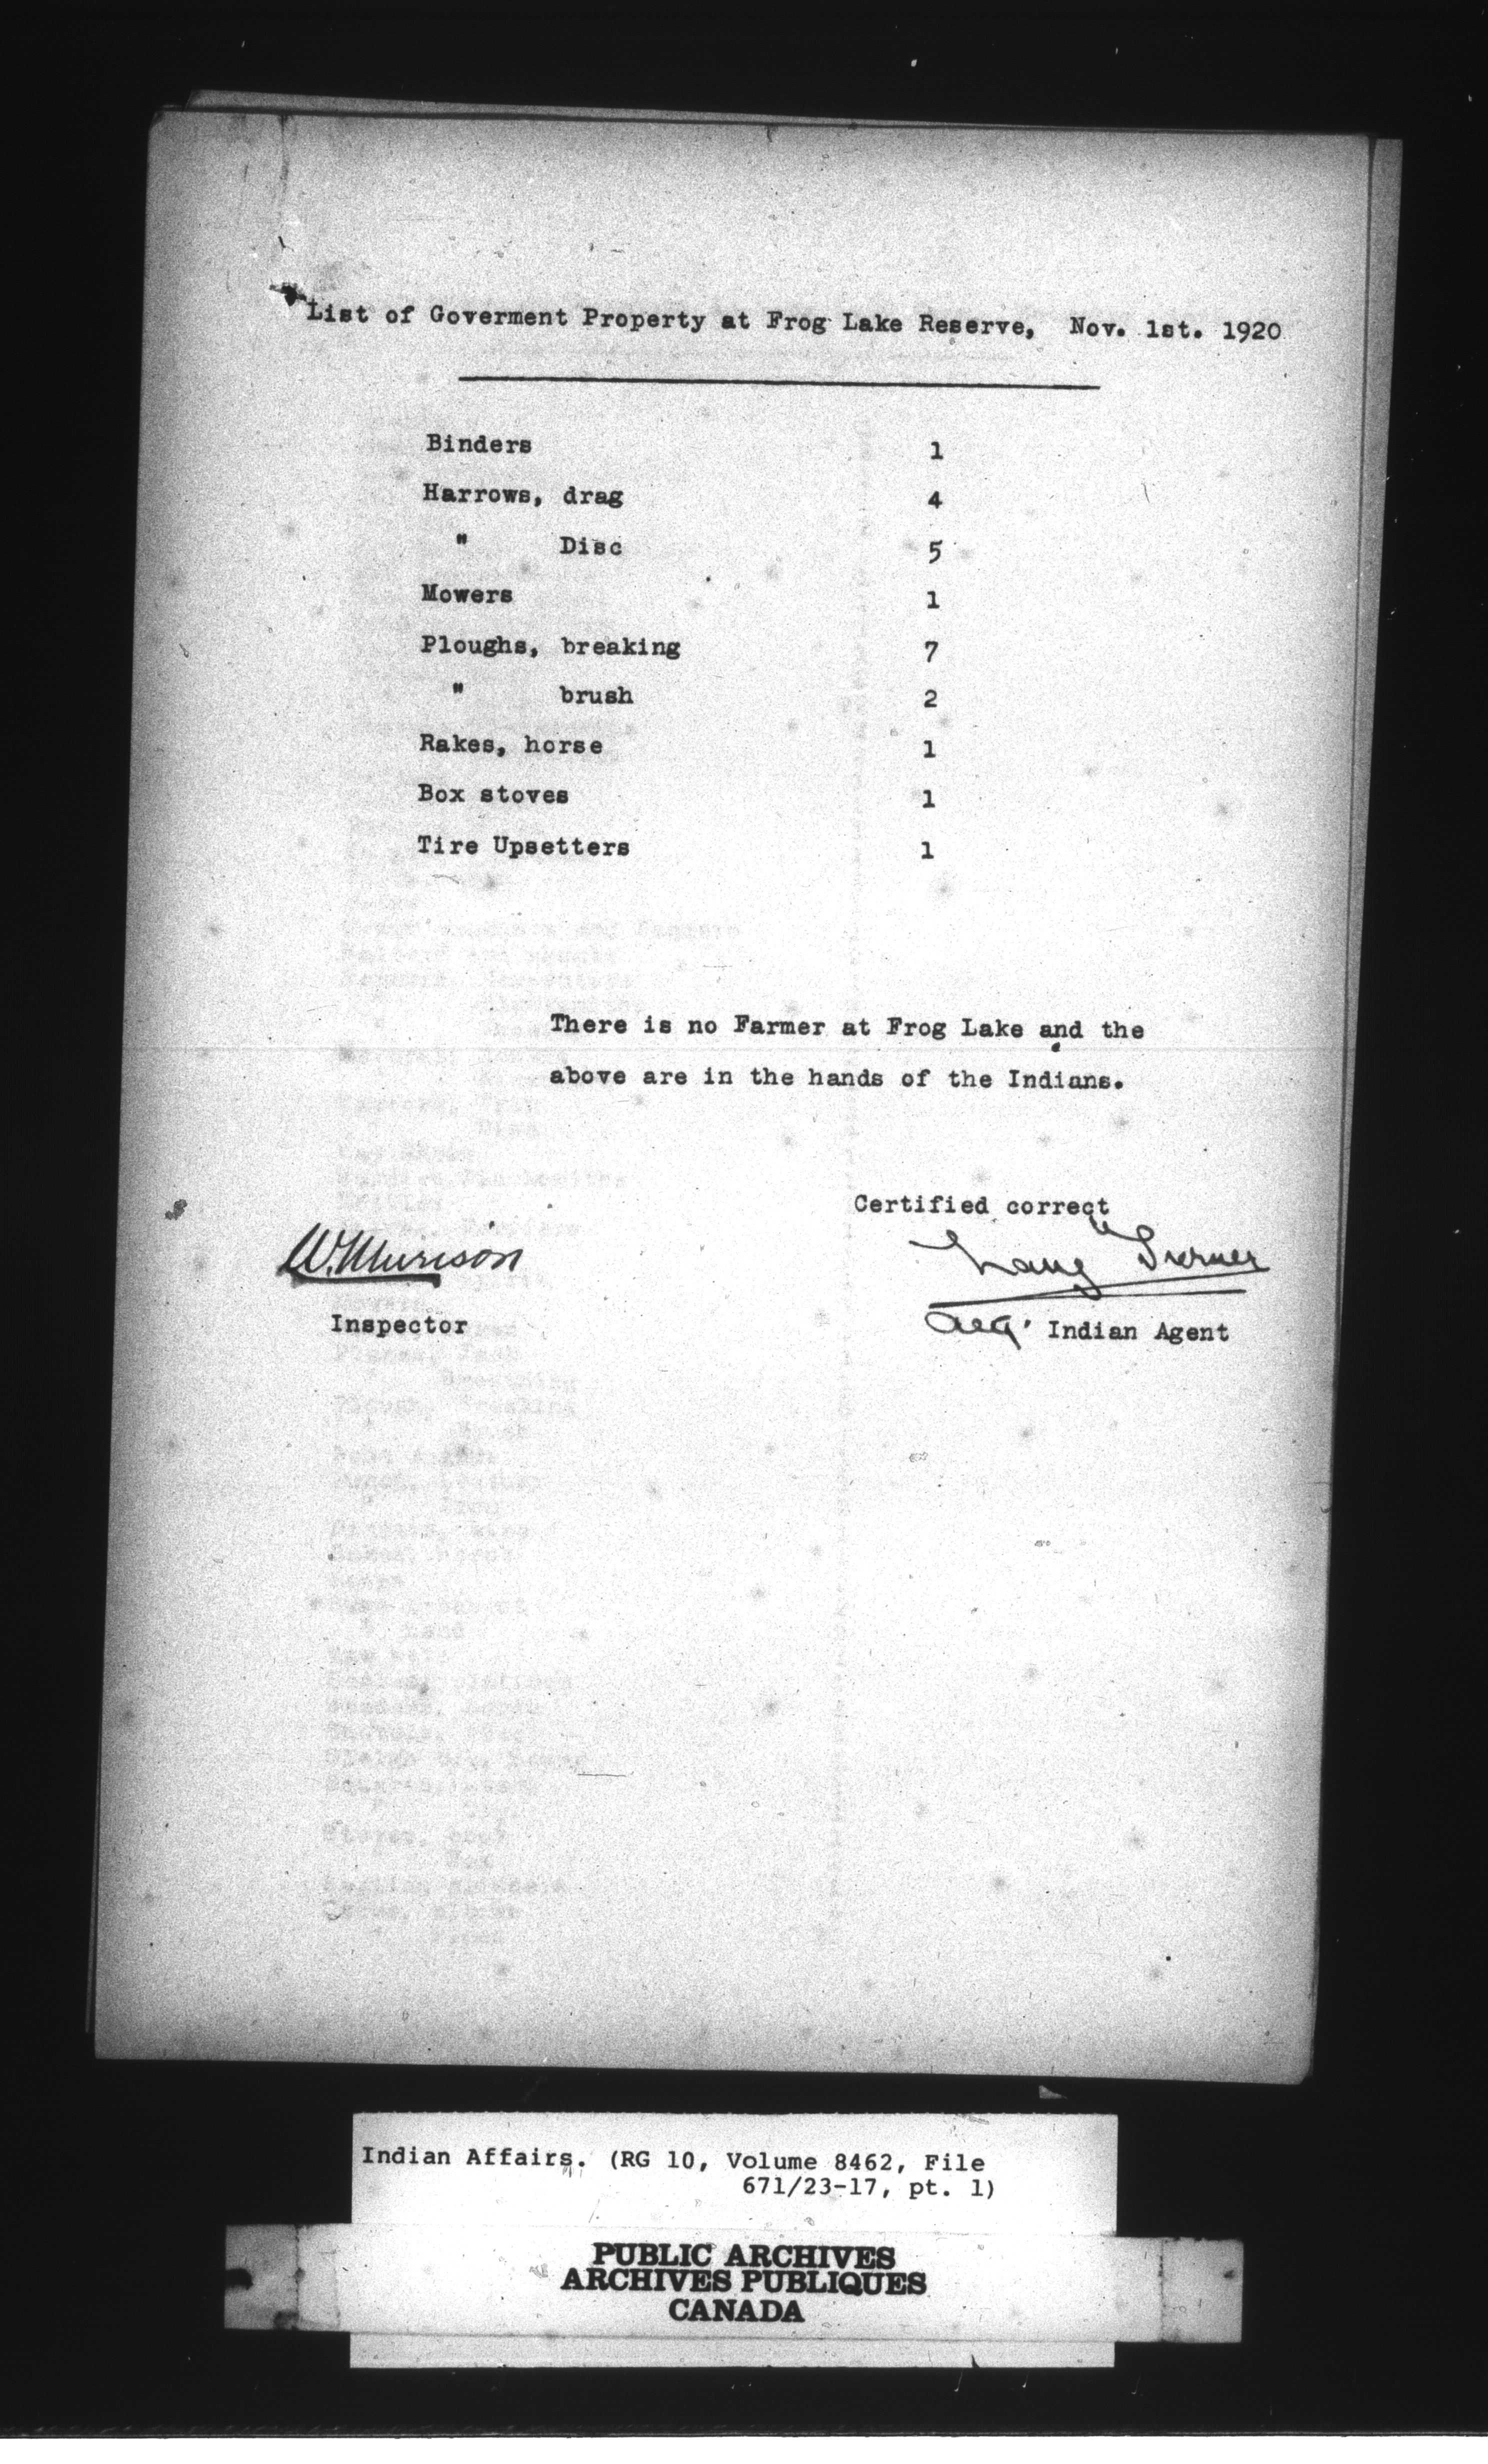 List of Goverment Property at Frog Lake Reserve, Nov. 1st. 1920
Binders 1
Harrows, drag 4
" Disc 5
Mowers 1
Ploughs, breaking 7
" brush 2
Rakes, horse 1
Box stoves 1
Tire Upsetters 1
There is no Farmer at Frog Lake and the
above are in the hands of the Indians.
Certified correct
W. Murison
Inspector
Indian Agent
Indian Affairs. (RG 10, Volume 8462, File
671/23-17, pt. 1)
PUBLIC ARCHIVES
ARCHIVES PUBLIQUES
CANADA